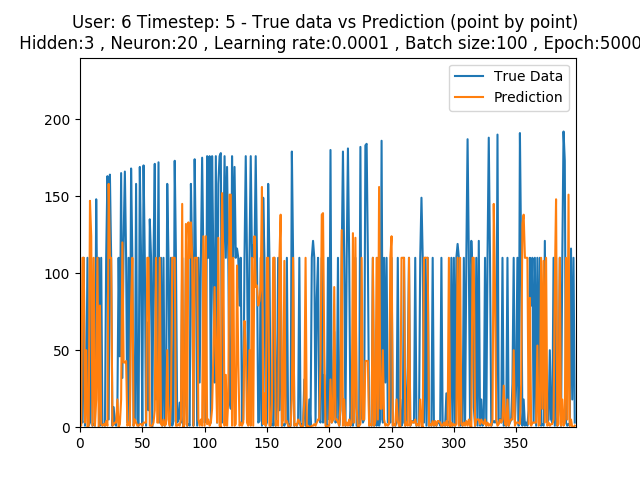 User: 6 Timestep: 5 - True data vs Prediction (point by point)
Hidden:3 , Neuron:20 , Learning rate:0.0001 , Batch size:100 , Epoch:5000
True Data
Prediction
200
150
100
50
0
0 50 100 150 200 250 300 350